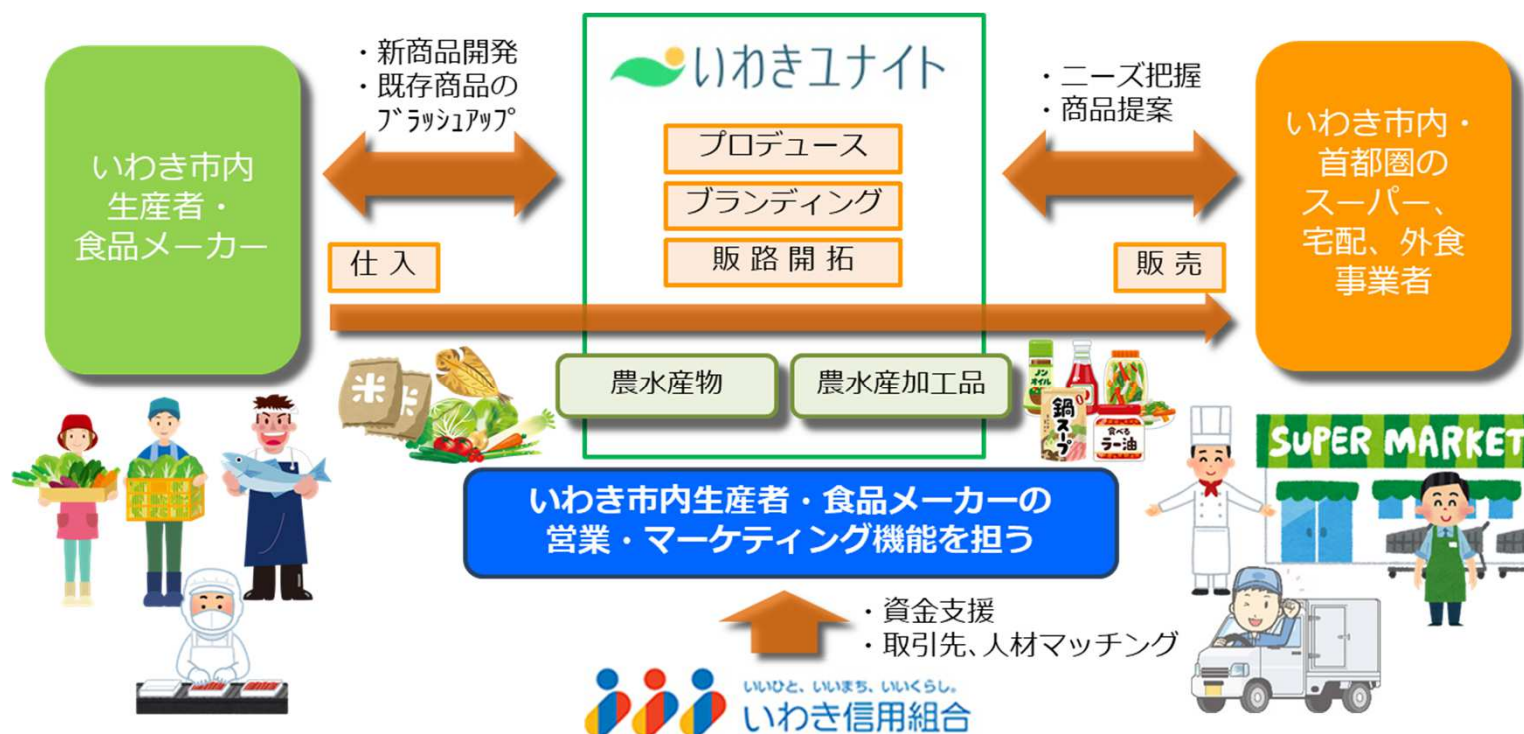 いわき市内
生産者・
食品メーカー
・新商品開発
・既存商品の
ﾌﾞﾗｯｼｭｱｯﾌﾟ
仕 入
いわきユナイト
プロデュース
ブランディング
販 路 開 拓
・ニーズ把握
・商品提案
販 売
いわき市内・
首都圏の
スーパー、
宅配、外食
事業者
米
米
農水産物
農水産加工品
ノン
オイル
鍋スープ
食べる
ラー油
SUPER MARKET
いわき市内生産者・食品メーカーの
営業・マーケティング機能を担う
・資金支援
・取引先、人材マッチング
いいひと、いいまち、いいくらし。
いわき信用組合